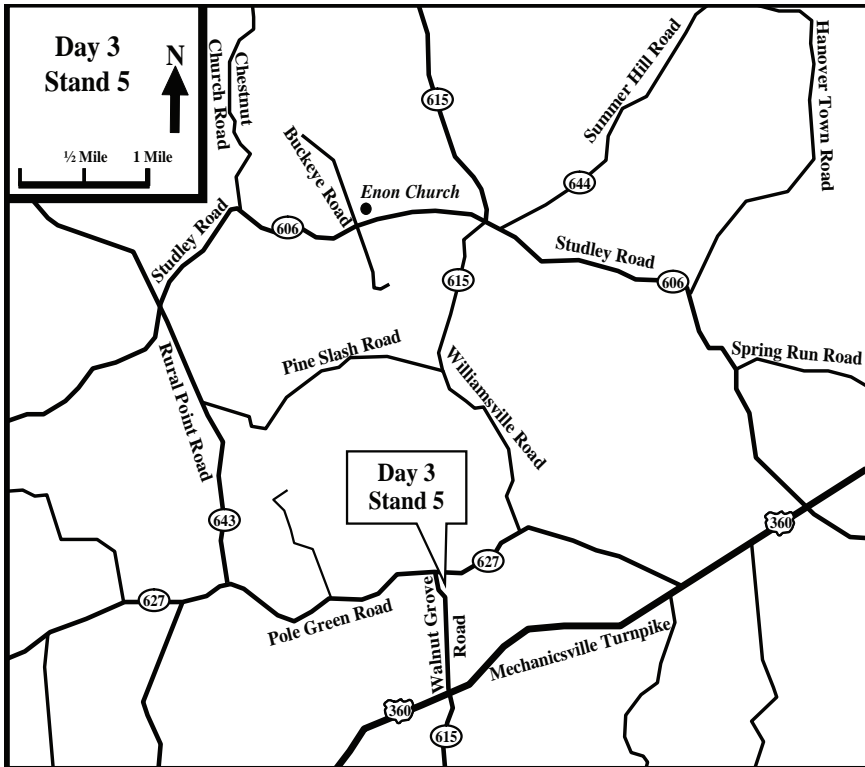 Day 3
Stand 5
N
½ Mile
1 Mile
Chestnut
Church Road
615
Summer Hill Road
Hanover Town Road
Buckeye Road
Enon Church
644
Studley Road
606
Studley Road
615
606
Pine Slash Road
Spring Run Road
Rural Point Road
Williamsville Road
Day 3
Stand 5
643
360
627
627
Pole Green Road
Walnut Grove
Road
Mechanicsville Turnpike
360
615